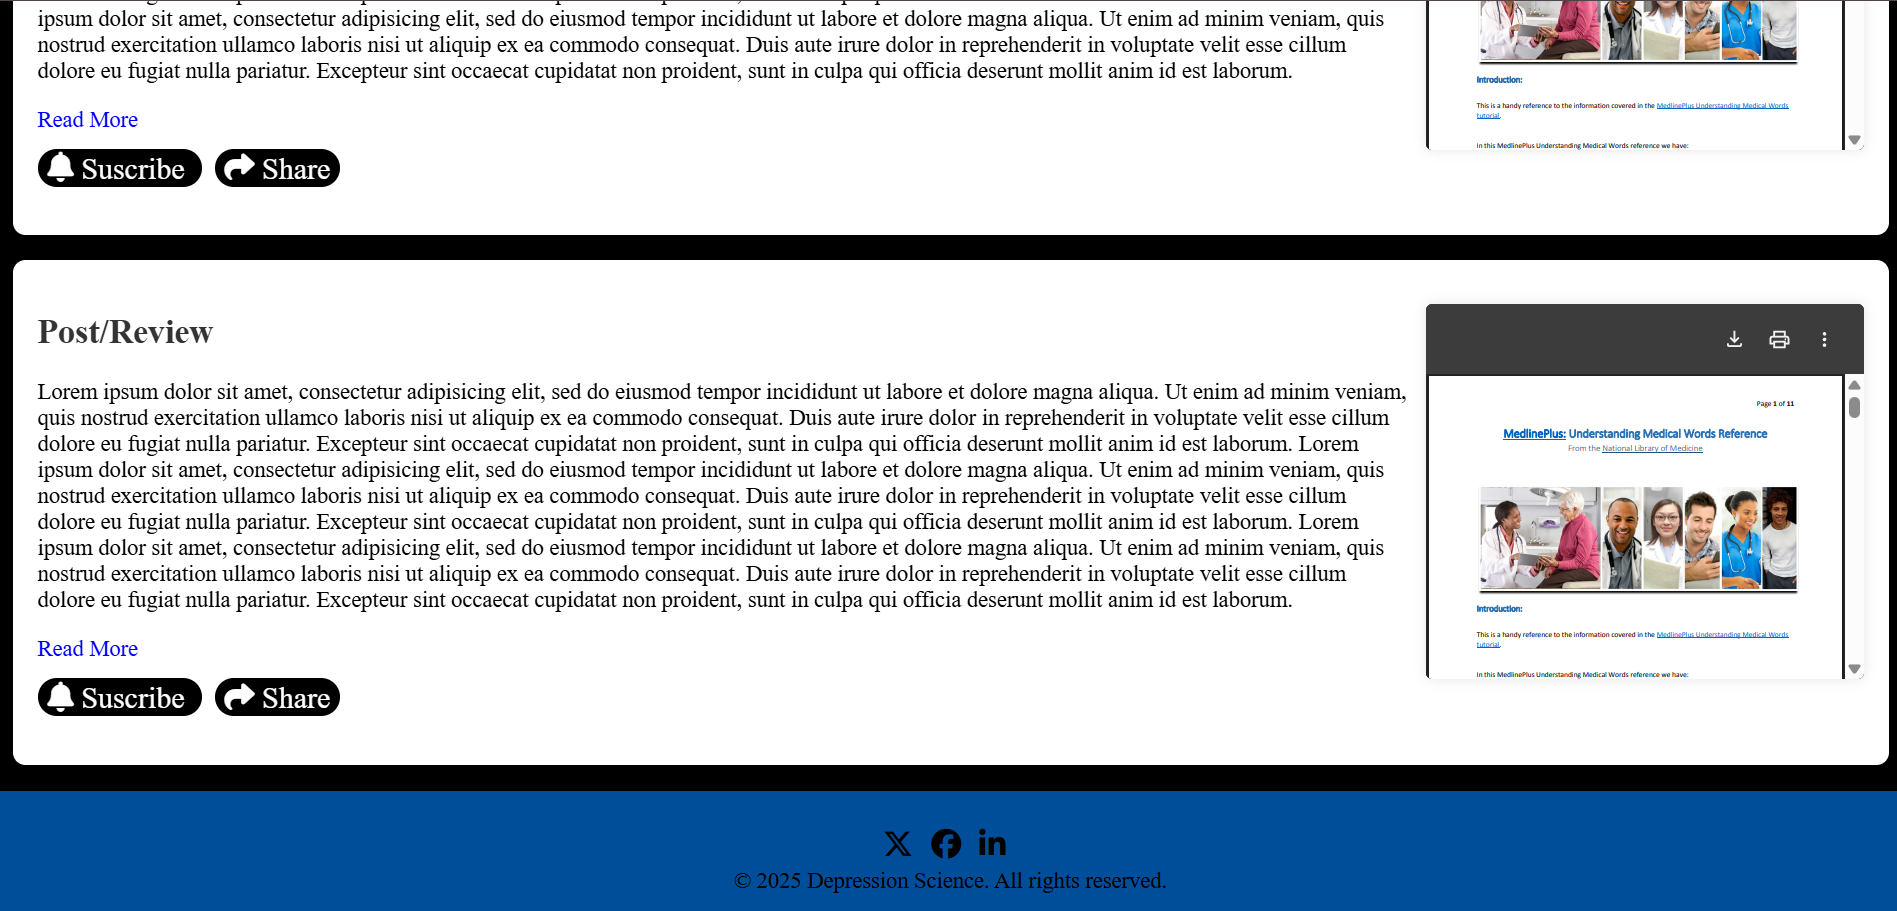 ipsum dolor sit amet, consectetur adipisicing elit, sed do eiusmod tempor incididunt ut labore et dolore magna aliqua. Ut enim ad minim veniam, quis
nostrud exercitation ullamco laboris nisi ut aliquip ex ea commodo consequat. Duis aute irure dolor in reprehenderit in voluptate velit esse cillum
dolore eu fugiat nulla pariatur. Excepteur sint occaecat cupidatat non proident, sunt in culpa qui officia deserunt mollit anim id est laborum.
Read More
Suscribe
Share
Introduction:
This is a handy reference to the information covered in the MedlinePlus Understanding Medical Words
tutorial.
In this MedlinePlus Understanding Medical Words reference we have:
Post/Review
Lorem ipsum dolor sit amet, consectetur adipisicing elit, sed do eiusmod tempor incididunt ut labore et dolore magna aliqua. Ut enim ad minim veniam,
quis nostrud exercitation ullamco laboris nisi ut aliquip ex ea commodo consequat. Duis aute irure dolor in reprehenderit in voluptate velit esse cillum
dolore eu fugiat nulla pariatur. Excepteur sint occaecat cupidatat non proident, sunt in culpa qui officia deserunt mollit anim id est laborum. Lorem
ipsum dolor sit amet, consectetur adipisicing elit, sed do eiusmod tempor incididunt ut labore et dolore magna aliqua. Ut enim ad minim veniam, quis
nostrud exercitation ullamco laboris nisi ut aliquip ex ea commodo consequat. Duis aute irure dolor in reprehenderit in voluptate velit esse cillum
dolore eu fugiat nulla pariatur. Excepteur sint occaecat cupidatat non proident, sunt in culpa qui officia deserunt mollit anim id est laborum. Lorem
ipsum dolor sit amet, consectetur adipisicing elit, sed do eiusmod tempor incididunt ut labore et dolore magna aliqua. Ut enim ad minim veniam, quis
nostrud exercitation ullamco laboris nisi ut aliquip ex ea commodo consequat. Duis aute irure dolor in reprehenderit in voluptate velit esse cillum
dolore eu fugiat nulla pariatur. Excepteur sint occaecat cupidatat non proident, sunt in culpa qui officia deserunt mollit anim id est laborum.
Read More
Suscribe
Share
Page 1 of 11
MedlinePlus: Understanding Medical Words Reference
From the National Library of Medicine
Introduction:
This is a handy reference to the information covered in the MedlinePlus Understanding Medical Words
tutorial.
In this MedlinePlus Understanding Medical Words reference we have:
© 2025 Depression Science. All rights reserved.